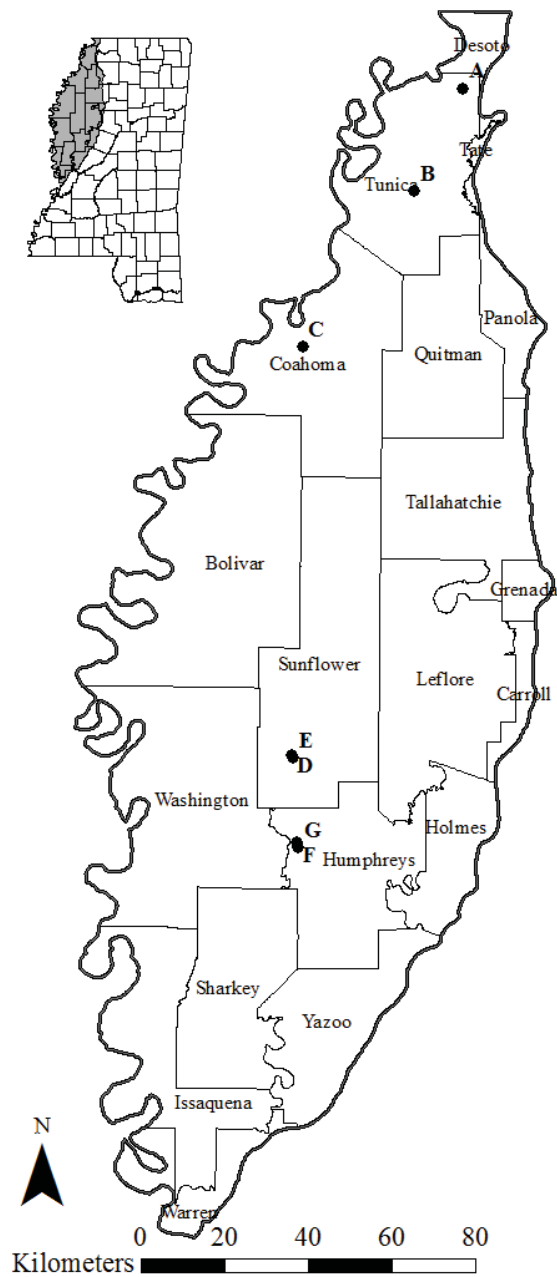 Desoto
A
Tate
B
Tunica
Panola
C
Coahoma
Quitman
Tallahatchie
Bolivar
Grenada
Sunflower
Leflore
Carroll
E
D
Washington
G
F
Humphreys
Holmes
Sharkey
Yazoo
Issaquena
N
Warren
0 20 40 60 80
Kilometers